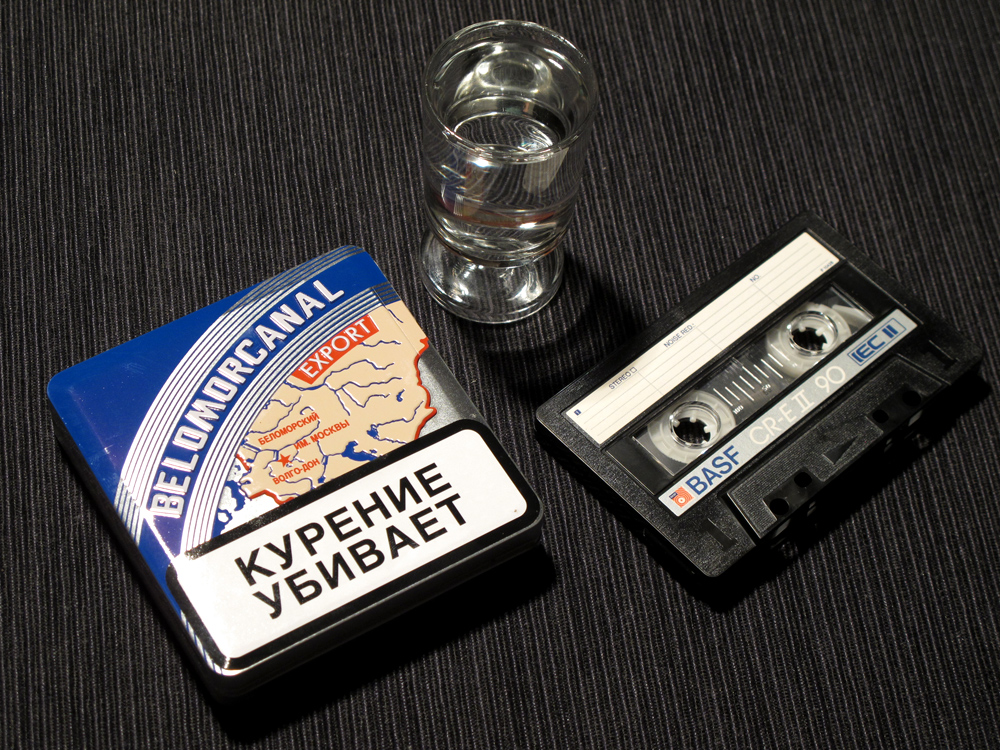 BELOMORCANAL
EXPORT
БЕЛОМОРСКИЙ
ИМ. МОСКВЫ
ВОЛГО-ДОН
КУРЕНИЕ
УБИВАЕТ
STEREO
NOISE RED.
NO.
BASF CR-E II 90 IEC II
1